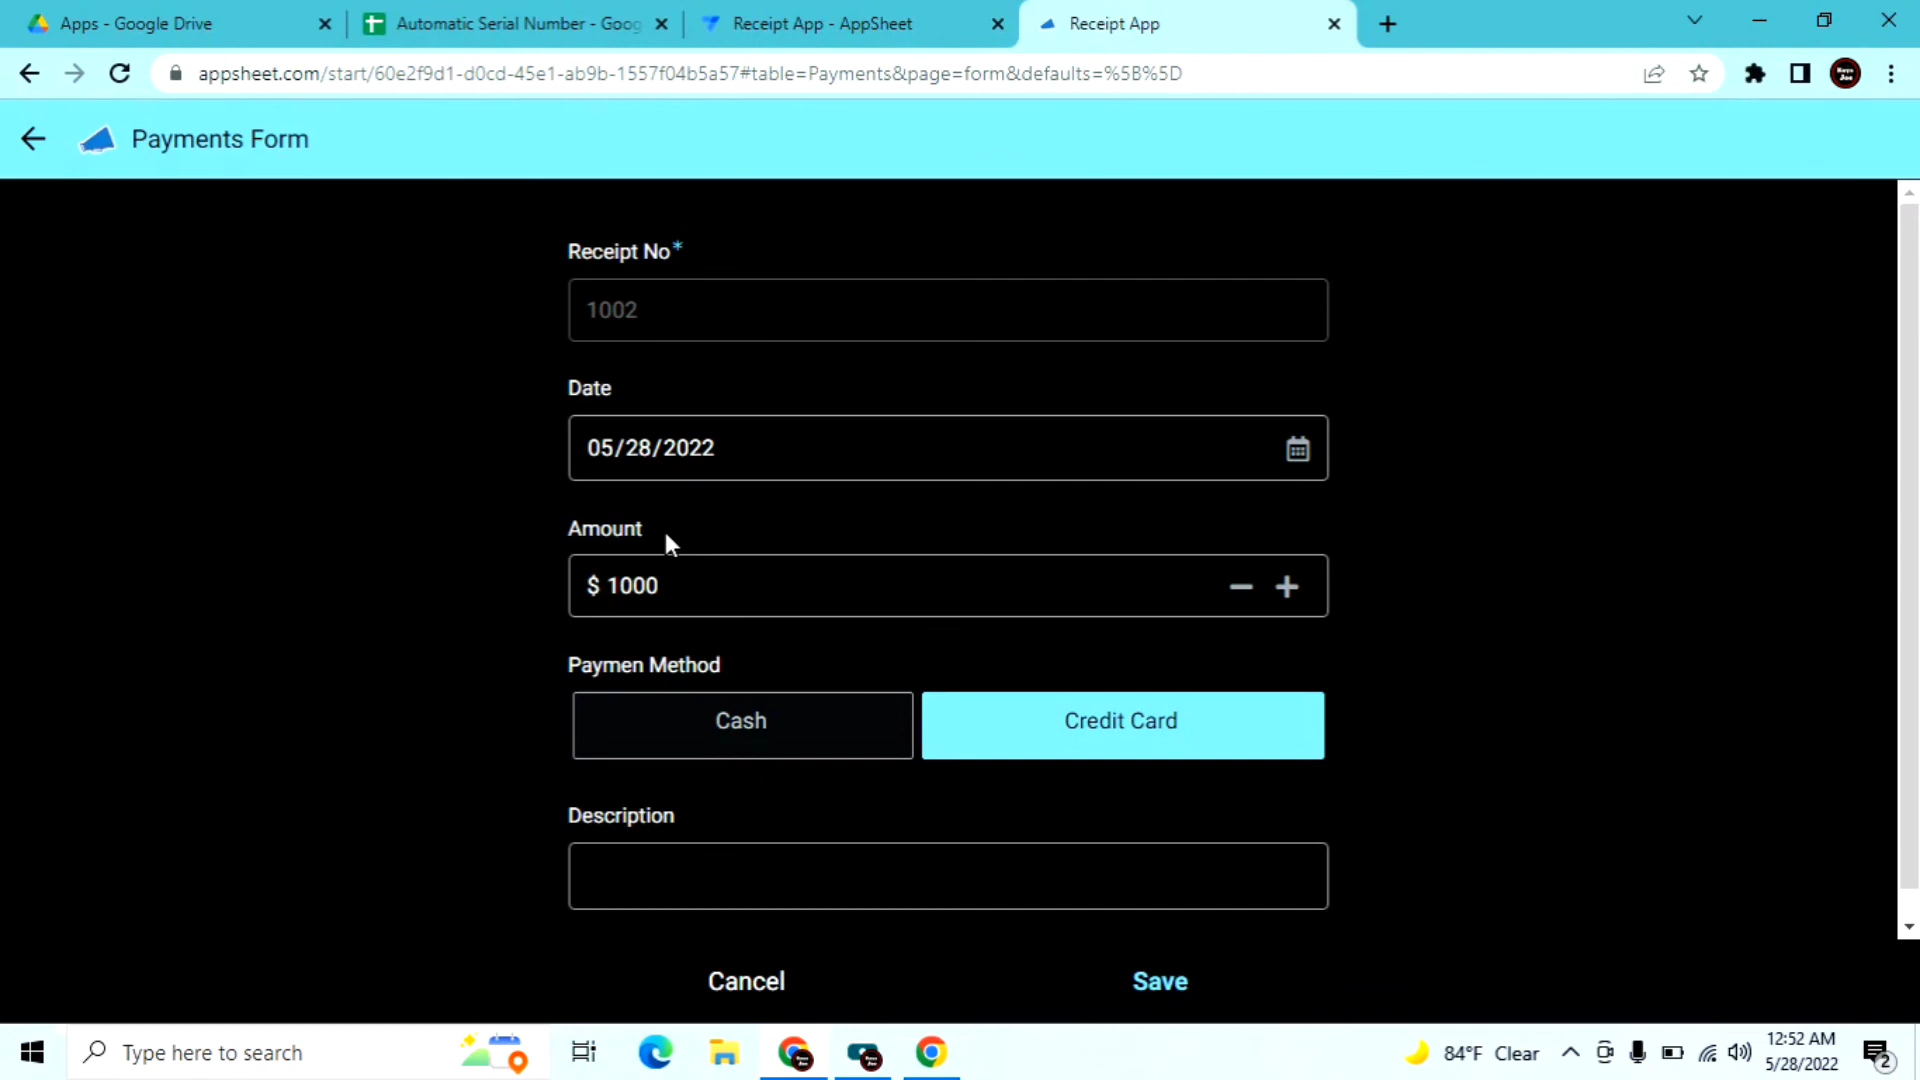 Apps - Google Drive
Automatic Serial Number - Goog
Receipt App - AppSheet
Receipt App
appsheet.com/start/60e2f9d1-d0cd-45e1-ab9b-1557f04b5a57#table=Payments&page=form&defaults=%5B%5D
Payments Form
Receipt No*
1002
Date
05/28/2022
Amount
$ 1000
Paymen Method
Cash
Credit Card
Description
Cancel
Save
Type here to search
84°F Clear
12:52 AM
5/28/2022
2